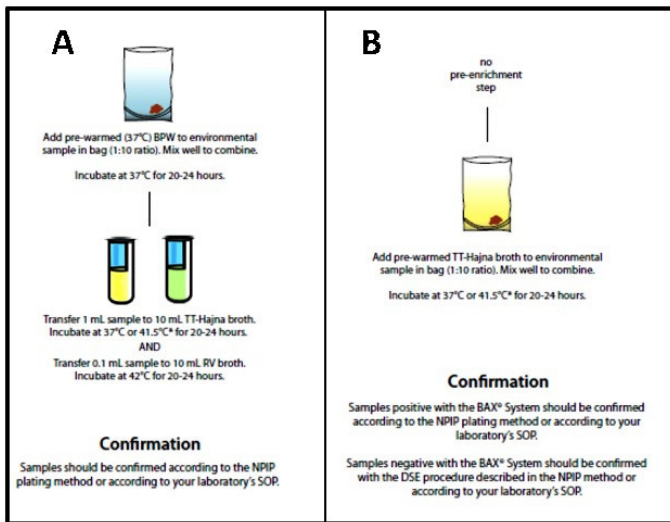 A
Add pre-warmed (37°C) BPW to environmental
sample in bag (1:10 ratio). Mix well to combine.
Incubate at 37°C for 20-24 hours.
Transfer 1 mL sample to 10 mL TT-Hajna broth.
Incubate at 37°C or 41.5°C* for 20-24 hours.
AND
Transfer 0.1 mL sample to 10 mL RV broth.
Incubate at 42°C for 20-24 hours.
Confirmation
Samples should be confirmed according to the NPIP
plating method or according to your laboratory's SOP.
B
no
pre-enrichment
step
Add pre-warmed TT-Hajna broth to environmental
sample in bag (1:10 ratio). Mix well to combine.
Incubate at 37°C or 41.5°C* for 20-24 hours.
Confirmation
Samples positive with the BAX® System should be confirmed
according to the NPIP plating method or according to your
laboratory's SOP.
Samples negative with the BAX® System should be confirmed
with the DSE procedure described in the NPIP method or
according to your laboratory's SOP.